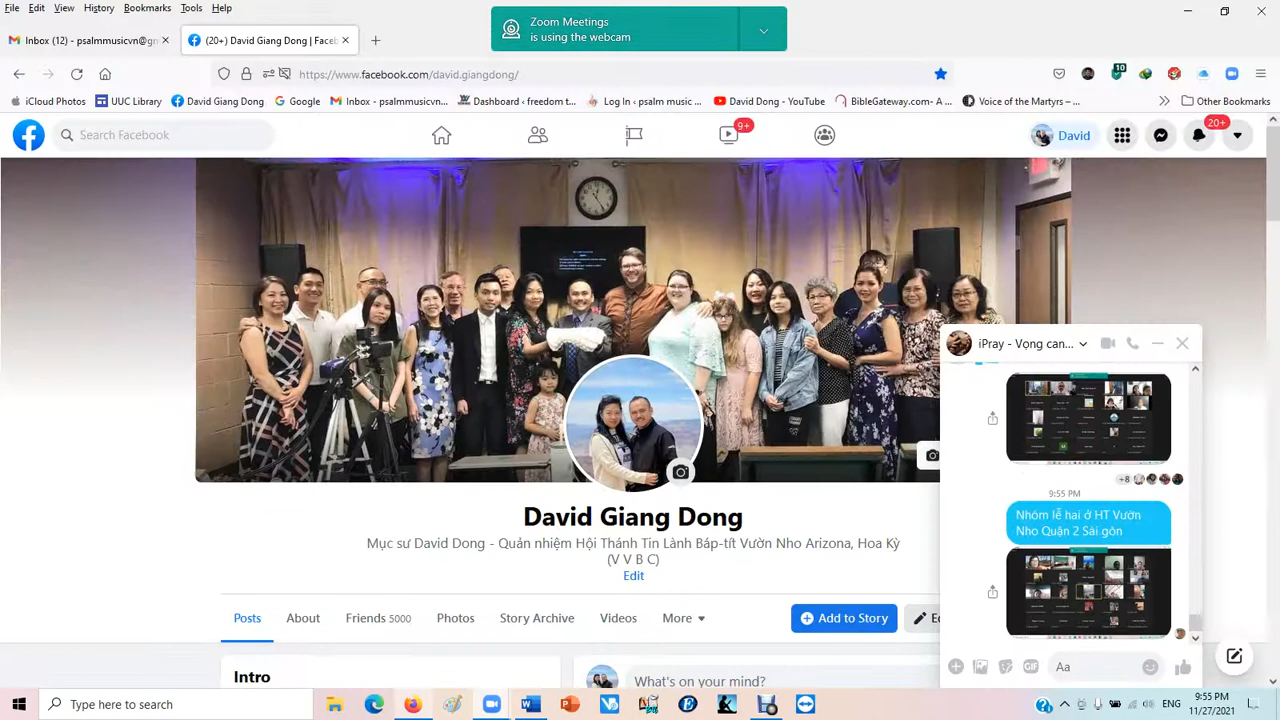 File Edit View History Bookmarks Tools Help
Zoom Meetings
is using the webcam
(20+) David Giang Dong | Faceb
https://www.facebook.com/david.giangdong/
10
iCloud Photos UUC Library David Giang Dong Google Inbox - psalmmusicvn... Dashboard ‹ freedom t... Log In ‹ psalm music ... David Dong - YouTube BibleGateway.com- A ... Voice of the Martyrs – ... Other Bookmarks
Search Facebook
9+
David
20+
iPray - Vọng can...
9:55 PM
+8
Nhóm lễ hai ở HT Vườn
Nho Quận 2 Sài gòn
Aa
David Giang Dong
Mục sư David Dong - Quản nhiệm Hội Thánh Tin Lành Báp-tít Vườn Nho Arizona, Hoa Kỳ
(V V B C)
Edit
Posts About 5000 Photos Story Archive Videos More
Add to Story
Intro
What's on your mind?
Type here to search
ENG
9:55 PM
11/27/2021